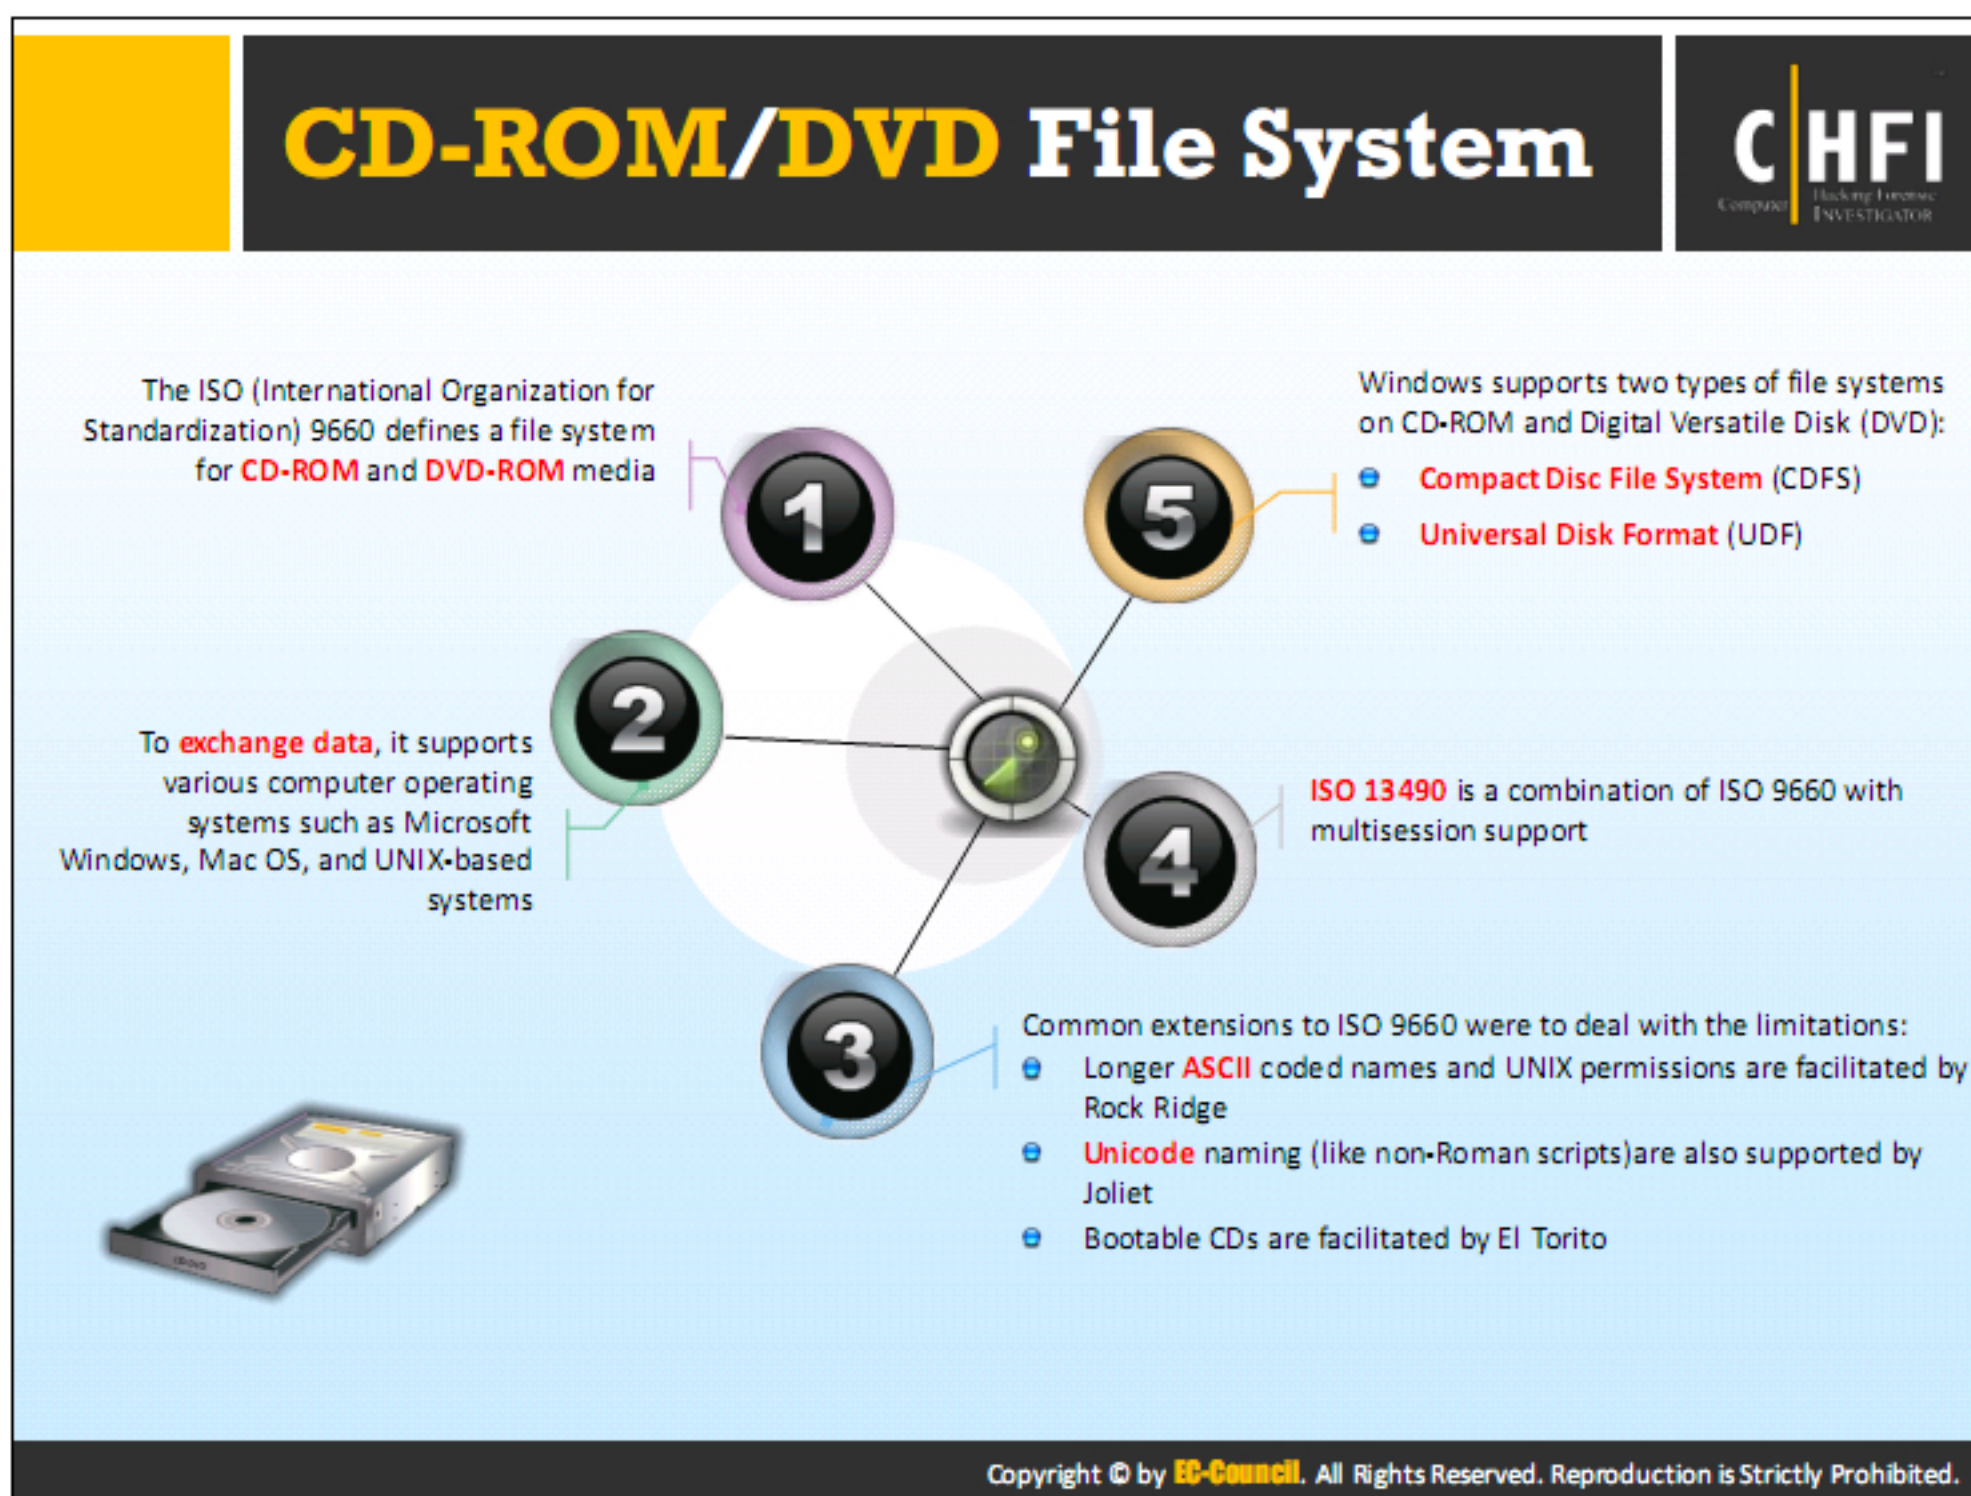 CD-ROM/DVD File System
C HFI
Computer
Hacking Forensic
INVESTIGATOR
The ISO (International Organization for
Standardization) 9660 defines a file system
for CD-ROM and DVD-ROM media
1
2
To exchange data, it supports
various computer operating
systems such as Microsoft
Windows, Mac OS, and UNIX-based
systems
3
Common extensions to ISO 9660 were to deal with the limitations:
Longer ASCII coded names and UNIX permissions are facilitated by
Rock Ridge
Unicode naming (like non-Roman scripts)are also supported by
Joliet
Bootable CDs are facilitated by El Torito
4
ISO 13490 is a combination of ISO 9660 with
multisession support
5
Windows supports two types of file systems
on CD-ROM and Digital Versatile Disk (DVD):
Compact Disc File System (CDFS)
Universal Disk Format (UDF)
Copyright © by EC-Council. All Rights Reserved. Reproduction is Strictly Prohibited.